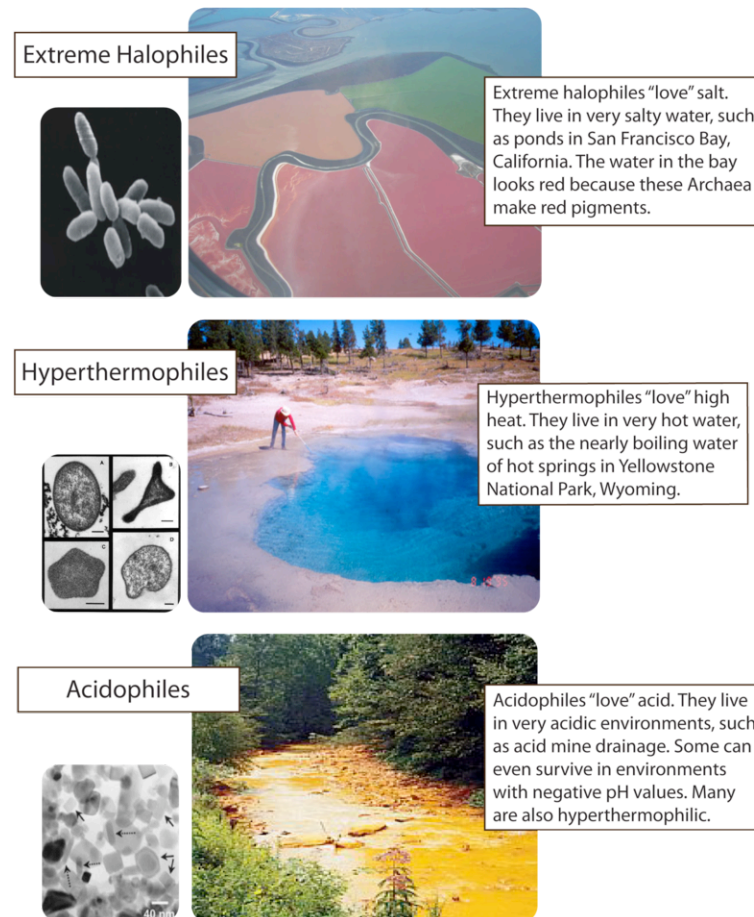 Extreme Halophiles
Extreme halophiles “love” salt.
They live in very salty water, such
as ponds in San Francisco Bay,
California. The water in the bay
looks red because these Archaea
make red pigments.
Hyperthermophiles
Hyperthermophiles “love” high
heat. They live in very hot water,
such as the nearly boiling water
of hot springs in Yellowstone
National Park, Wyoming.
A
C
D
Acidophiles
Acidophiles “love” acid. They live
in very acidic environments, such
as acid mine drainage. Some can
even survive in environments
with negative pH values. Many
are also hyperthermophilic.
40 nm